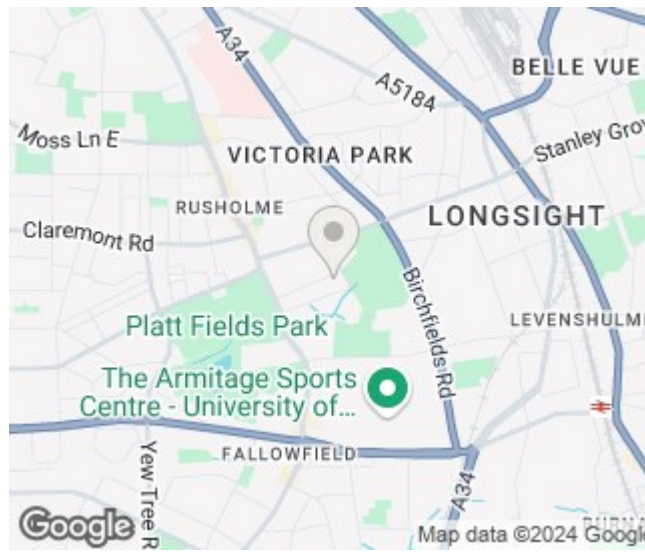 A34
BELLE VUE
A5184
Moss Ln E
Stanley Grov
VICTORIA PARK
RUSHOLME
LONGSIGHT
Claremont Rd
Birchfields Rd
Platt Fields Park
LEVENSHULME
The Armitage Sports
Centre - University of...
FALLOWFIELD
Yew Tree R
A34
Google
Map data ©2024 Google